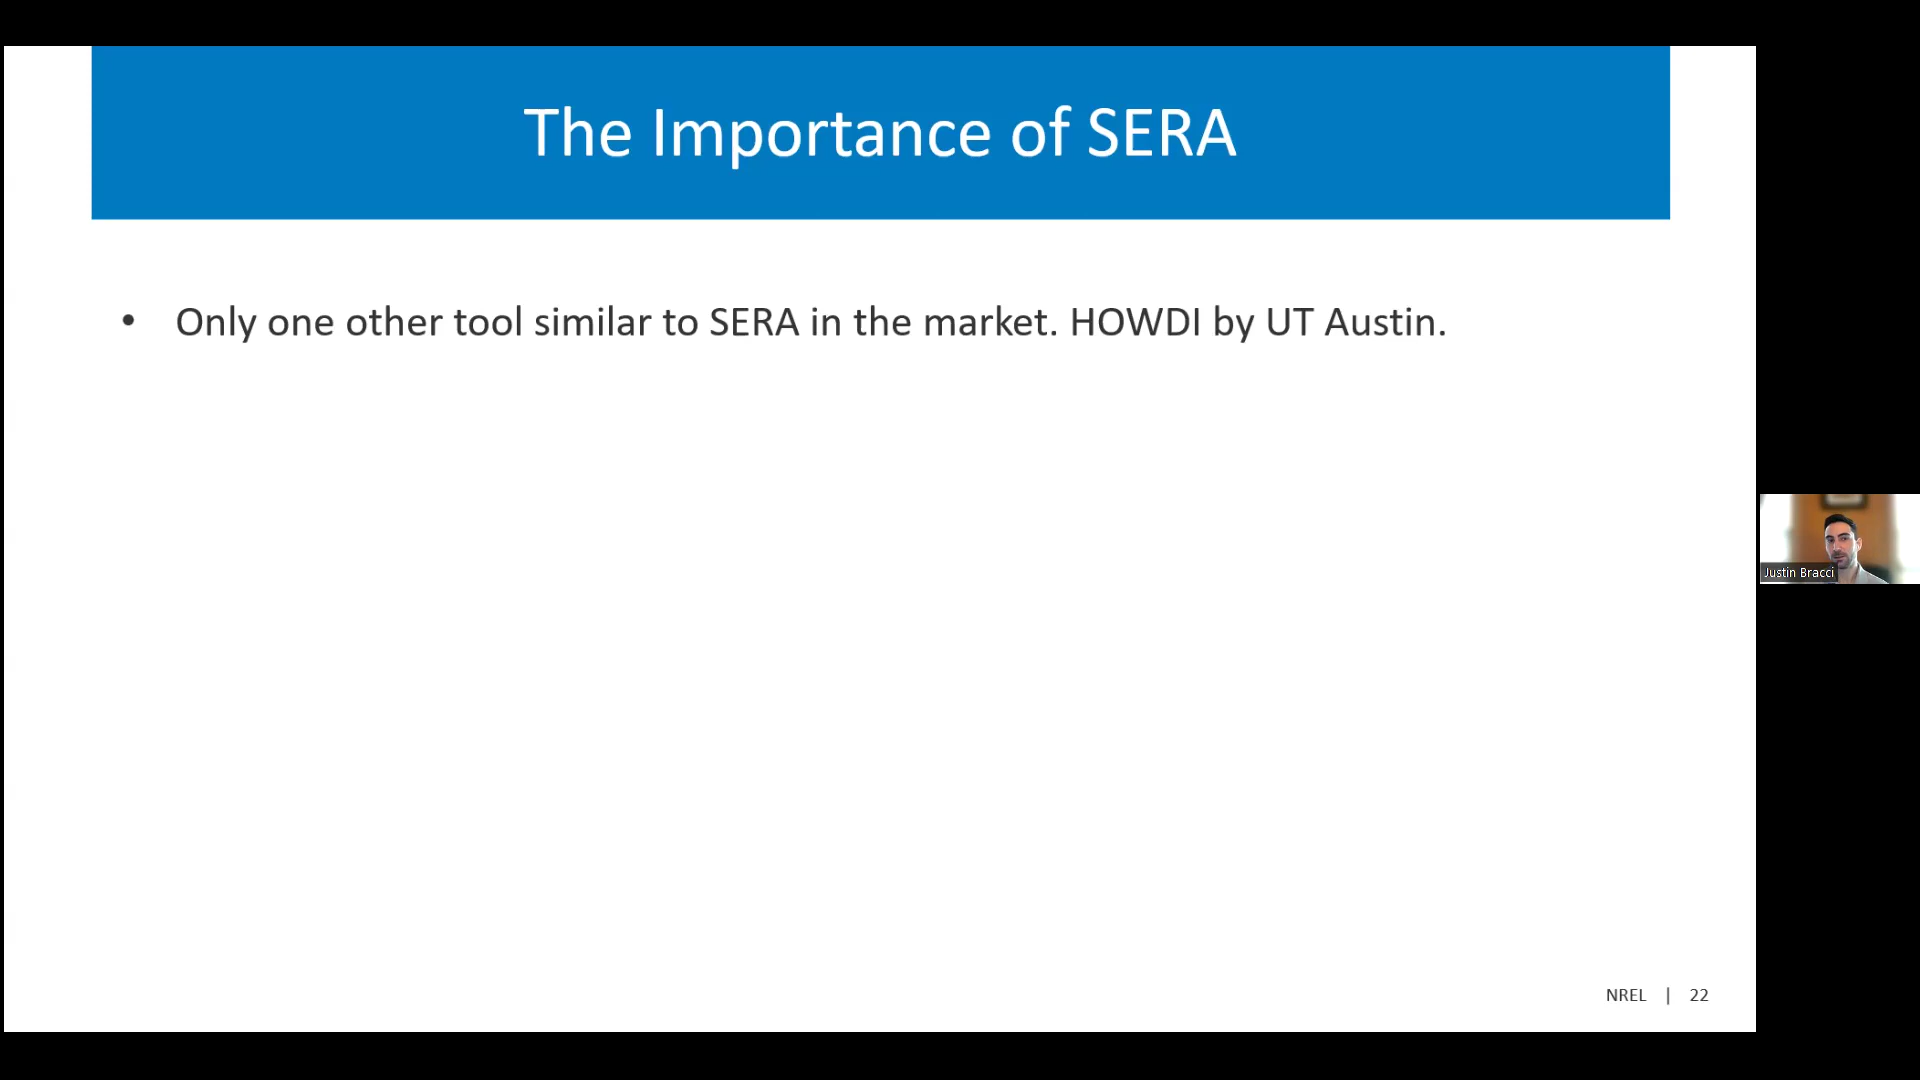 The Importance of SERA
• Only one other tool similar to SERA in the market. HOWDI by UT Austin.
Justin Bracci
NREL | 22